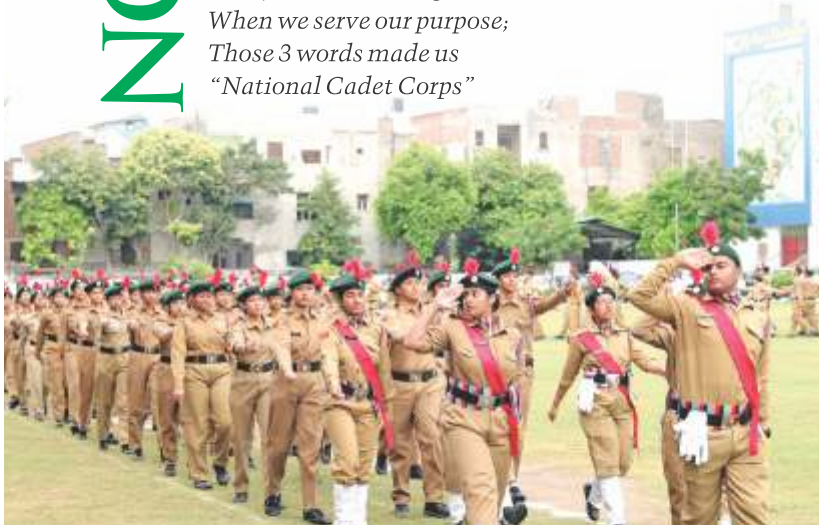 When we serve our purpose;
Those 3 words made us
“National Cadet Corps”